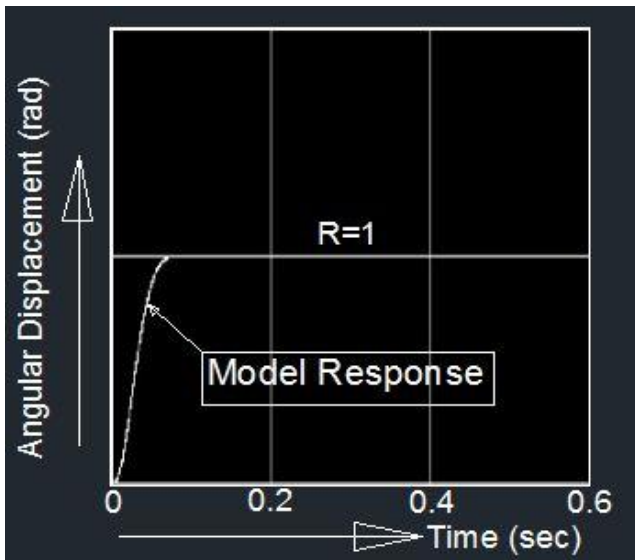 Angular Displacement (rad)
R=1
Model Response
0 0.2 0.4 0.6
Time (sec)